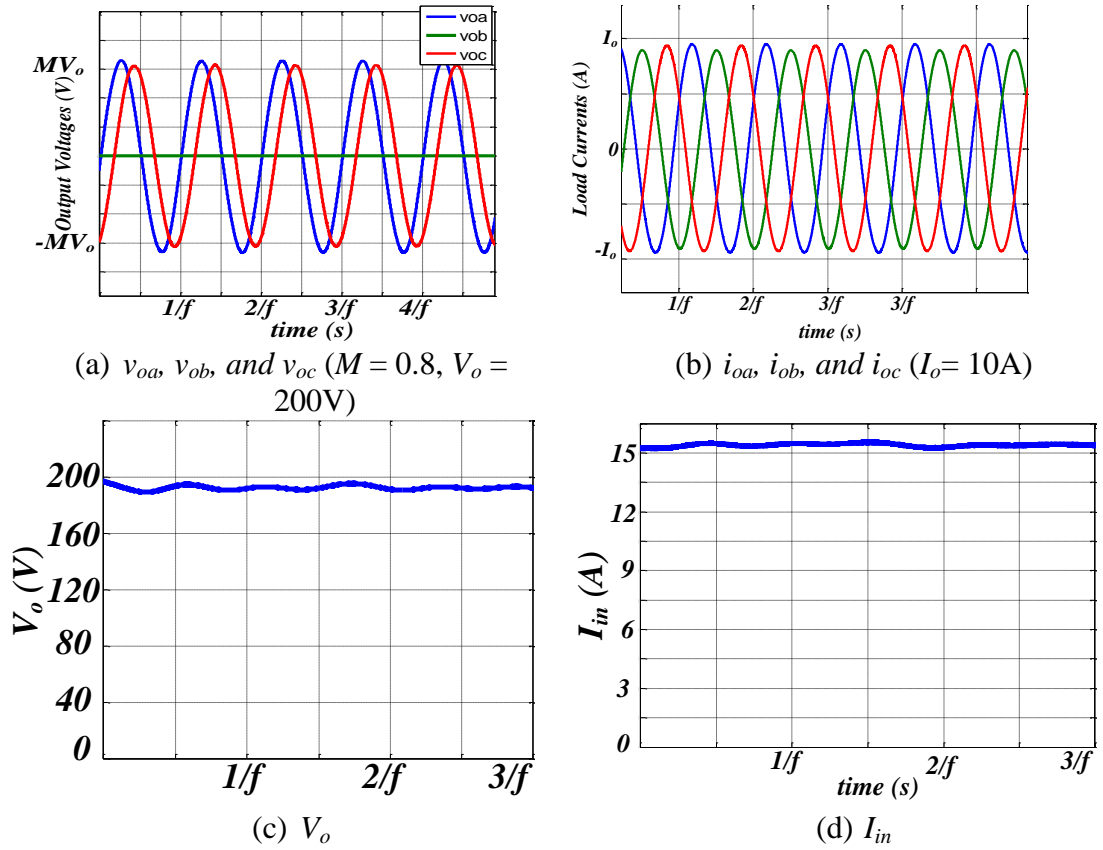 voa
vob
voc
MVo
-MVo
Output Voltages (V)
1/f 2/f 3/f 4/f
time (s)
(a) voa, vob, and voc (M = 0.8, Vo =
200V)
Io
0
-Io
Load Currents (A)
1/f 2/f 3/f 3/f
time (s)
(b) ioa, iob, and ioc (Io= 10A)
200
160
120
80
40
0
Vo (V)
1/f 2/f 3/f
(c) Vo
15
12
9
6
3
0
Iin (A)
1/f 2/f 3/f
time (s)
(d) Iin